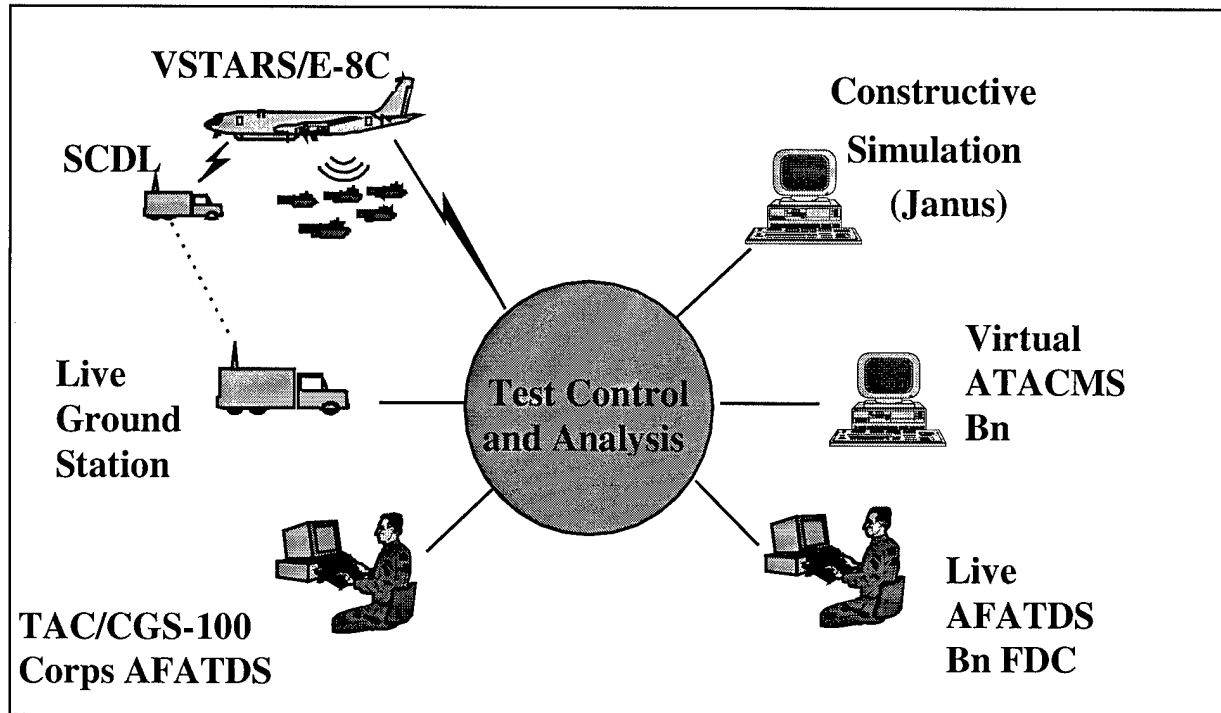 VSTARS/E-8C
SCDL
Constructive
Simulation
(Janus)
Live
Ground
Station
Test Control
and Analysis
Virtual
ATACMS
Bn
TAC/CGS-100
Corps AFATDS
Live
AFATDS
Bn FDC